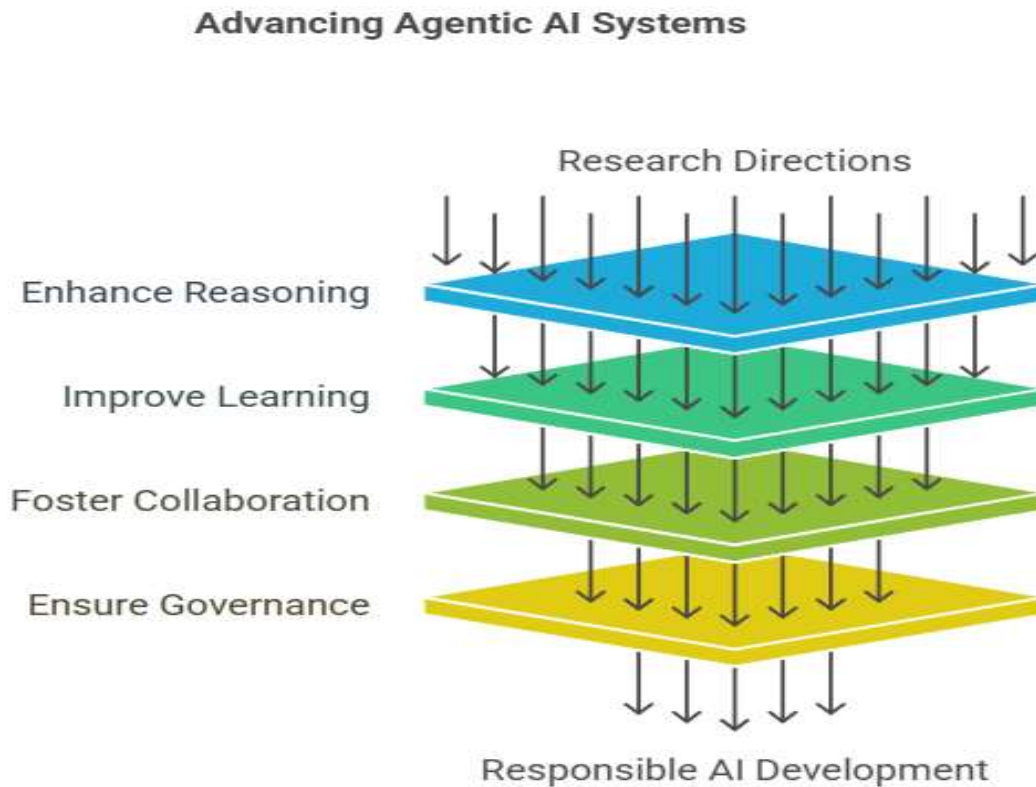 Advancing Agentic AI Systems
Research Directions
Enhance Reasoning
Improve Learning
Foster Collaboration
Ensure Governance
Responsible AI Development